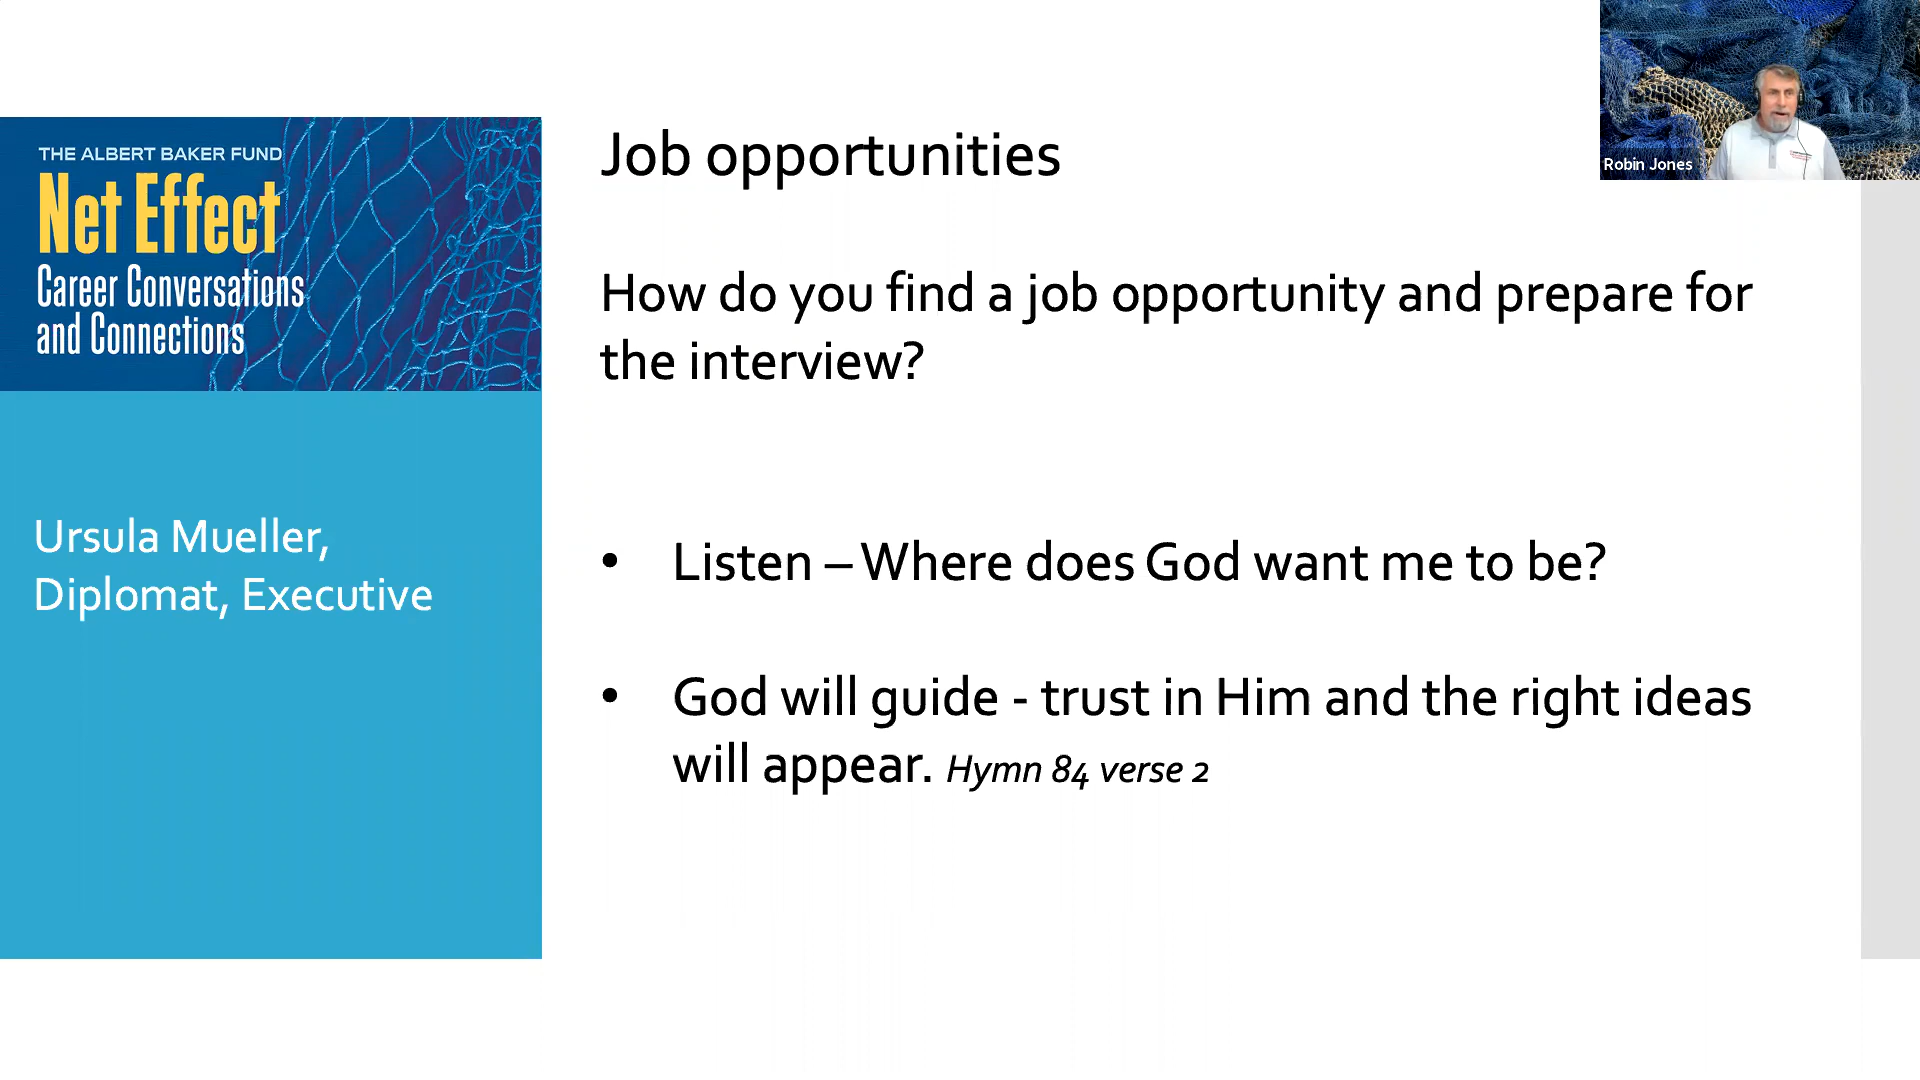 THE ALBERT BAKER FUND
Net Effect
Career Conversations
and Connections
Ursula Mueller,
Diplomat, Executive
Job opportunities
How do you find a job opportunity and prepare for
the interview?
• Listen – Where does God want me to be?
• God will guide - trust in Him and the right ideas
will appear. Hymn 84 verse 2
Robin Jones